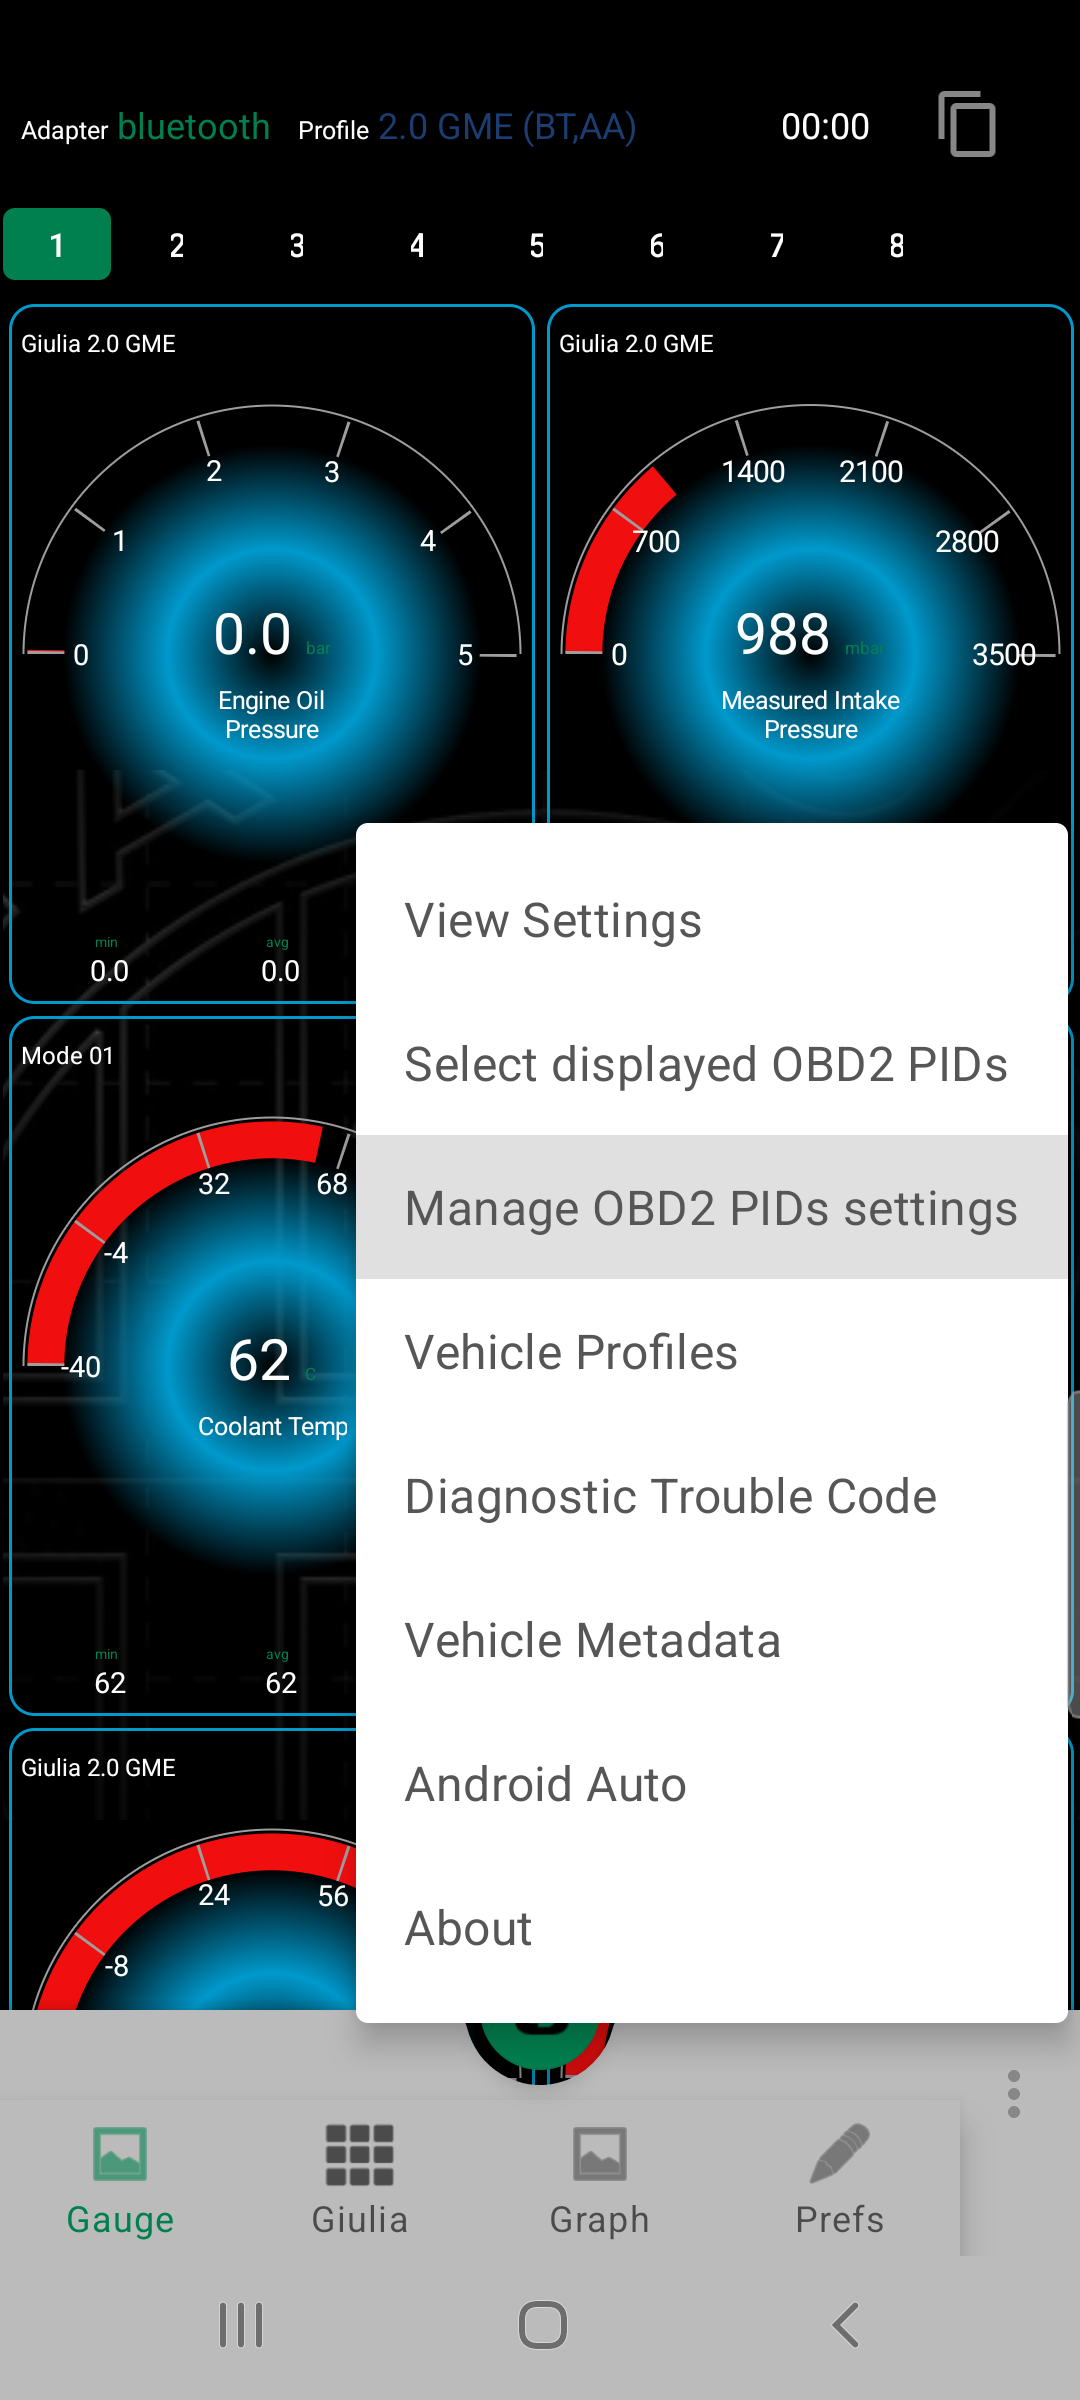 Adapter bluetooth Profile 2.0 GME (BT,AA) 00:00
1 2 3 4 5 6 7 8
Giulia 2.0 GME
0 1 2 3 4 5
0.0 bar
Engine Oil
Pressure
min avg
0.0 0.0
Giulia 2.0 GME
0 700 1400 2100 2800 3500
988 mbar
Measured Intake
Pressure
Mode 01
-40 -4 32 68
62 C
Coolant Temp
min avg
62 62
Giulia 2.0 GME
-8 24 56
View Settings
Select displayed OBD2 PIDs
Manage OBD2 PIDs settings
Vehicle Profiles
Diagnostic Trouble Code
Vehicle Metadata
Android Auto
About
Gauge Giulia Graph Prefs